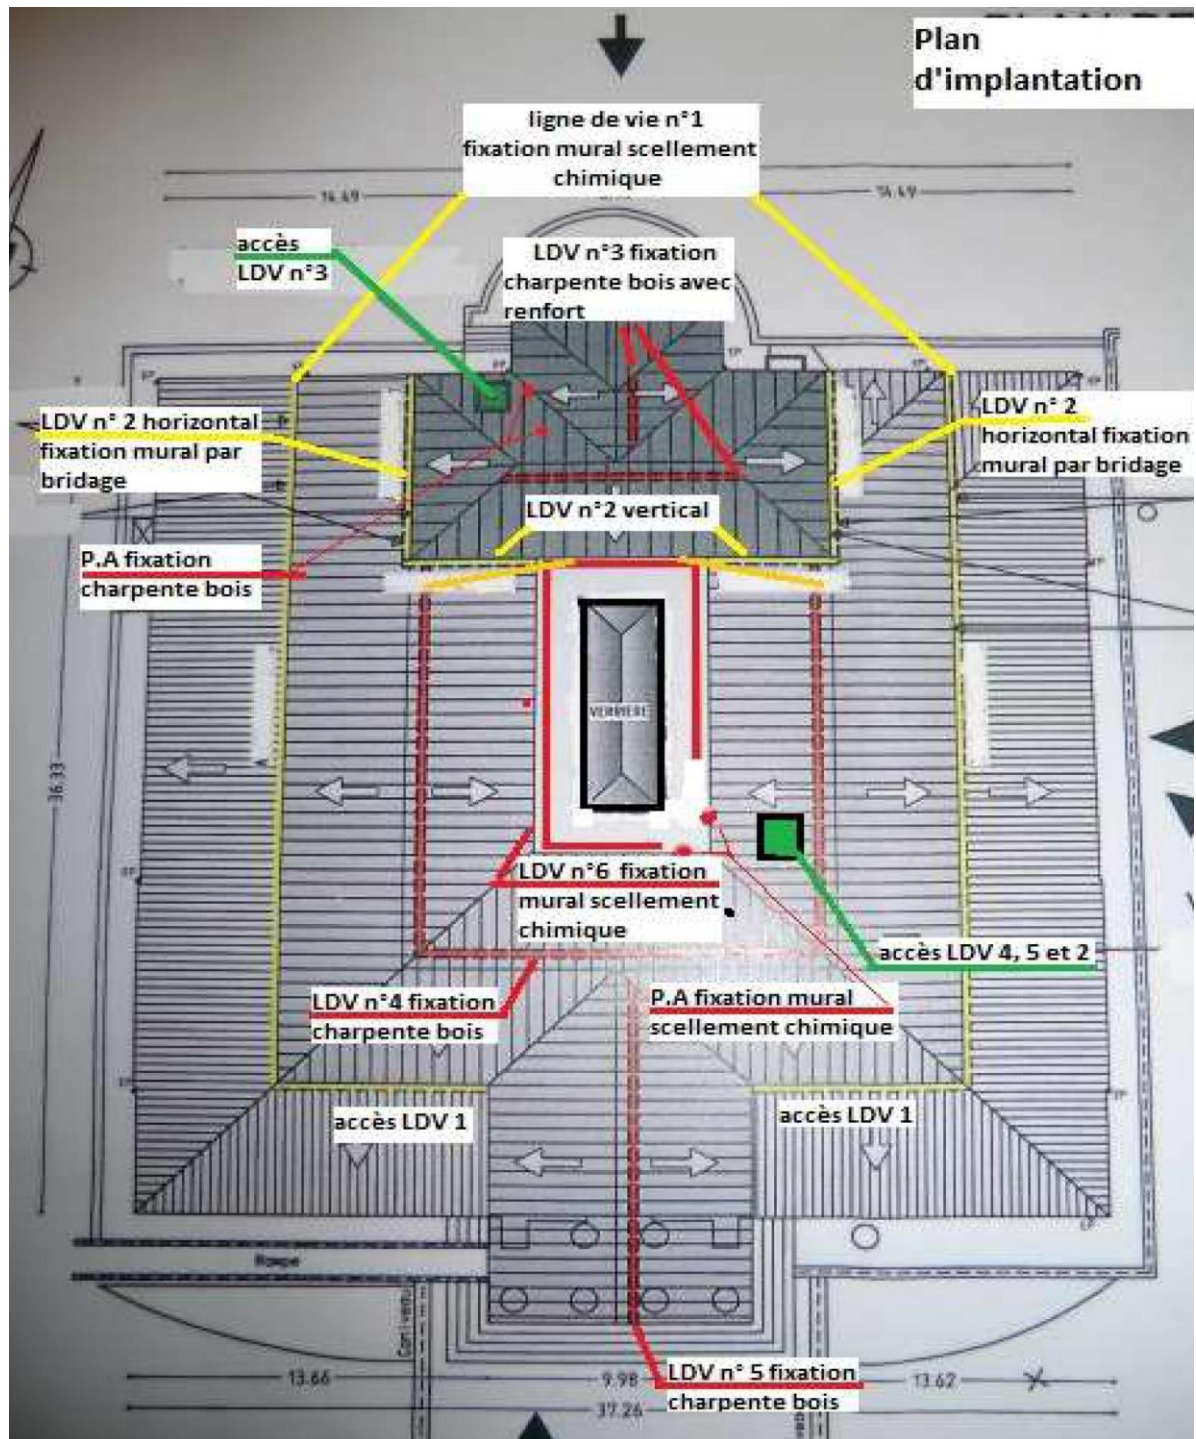 Plan
d'implantation
ligne de vie n°1
fixation mural scellement
chimique
14.49
14.49
accès
LDV n°3
LDV n°3 fixation
charpente bois avec
renfort
LDV n° 2 horizontal
fixation mural par
bridage
LDV n° 2
horizontal fixation
mural par bridage
LDV n°2 vertical
P.A fixation
charpente bois
VERRIERE
36.33
LDV n°6 fixation
mural scellement
chimique
accès LDV 4, 5 et 2
LDV n°4 fixation
charpente bois
P.A fixation mural
scellement chimique
accès LDV 1
accès LDV 1
Rampe
Caniveau
LDV n° 5 fixation
charpente bois
13.66
9.98
13.62
37.26